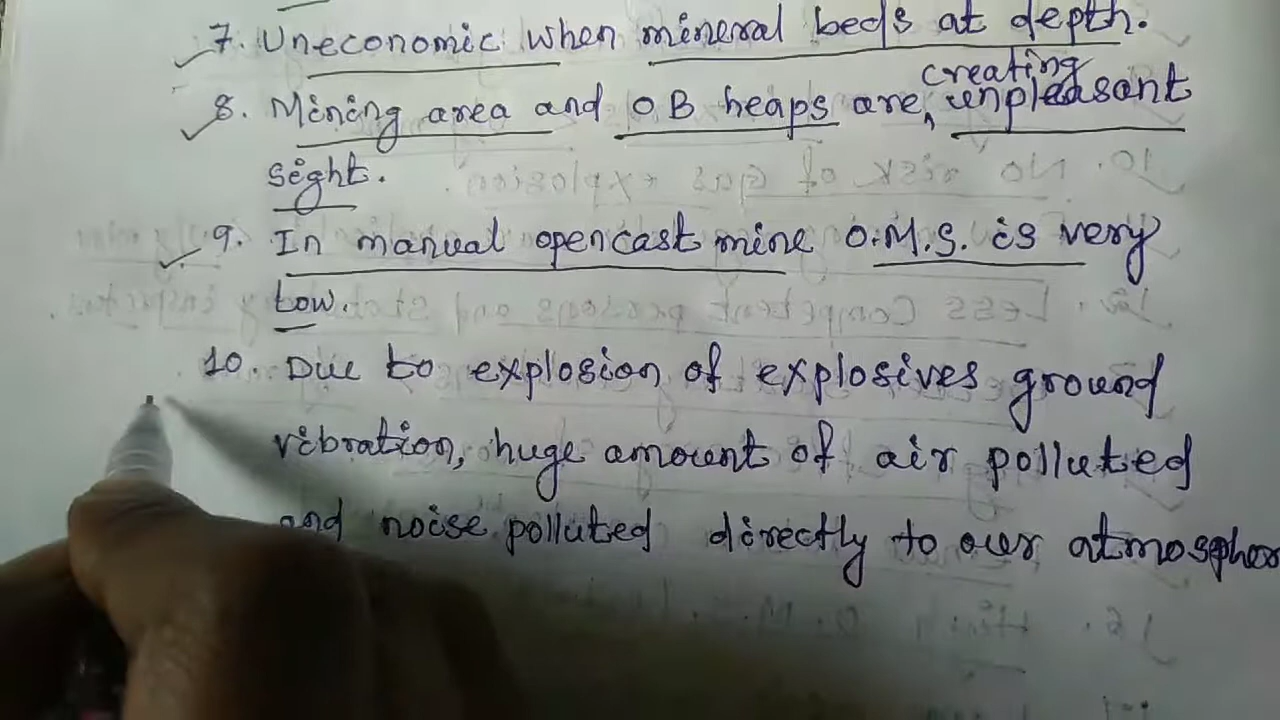 7. Uneconomic when mineral beds at depth.
8. Mining area and OB heaps are creating unpleasant
sight.
9. In manual opencast mine O.M.S. is very
Low.
10. Due to explosion of explosives ground
vibration, huge amount of air polluted
and noise polluted directly to our atmospher